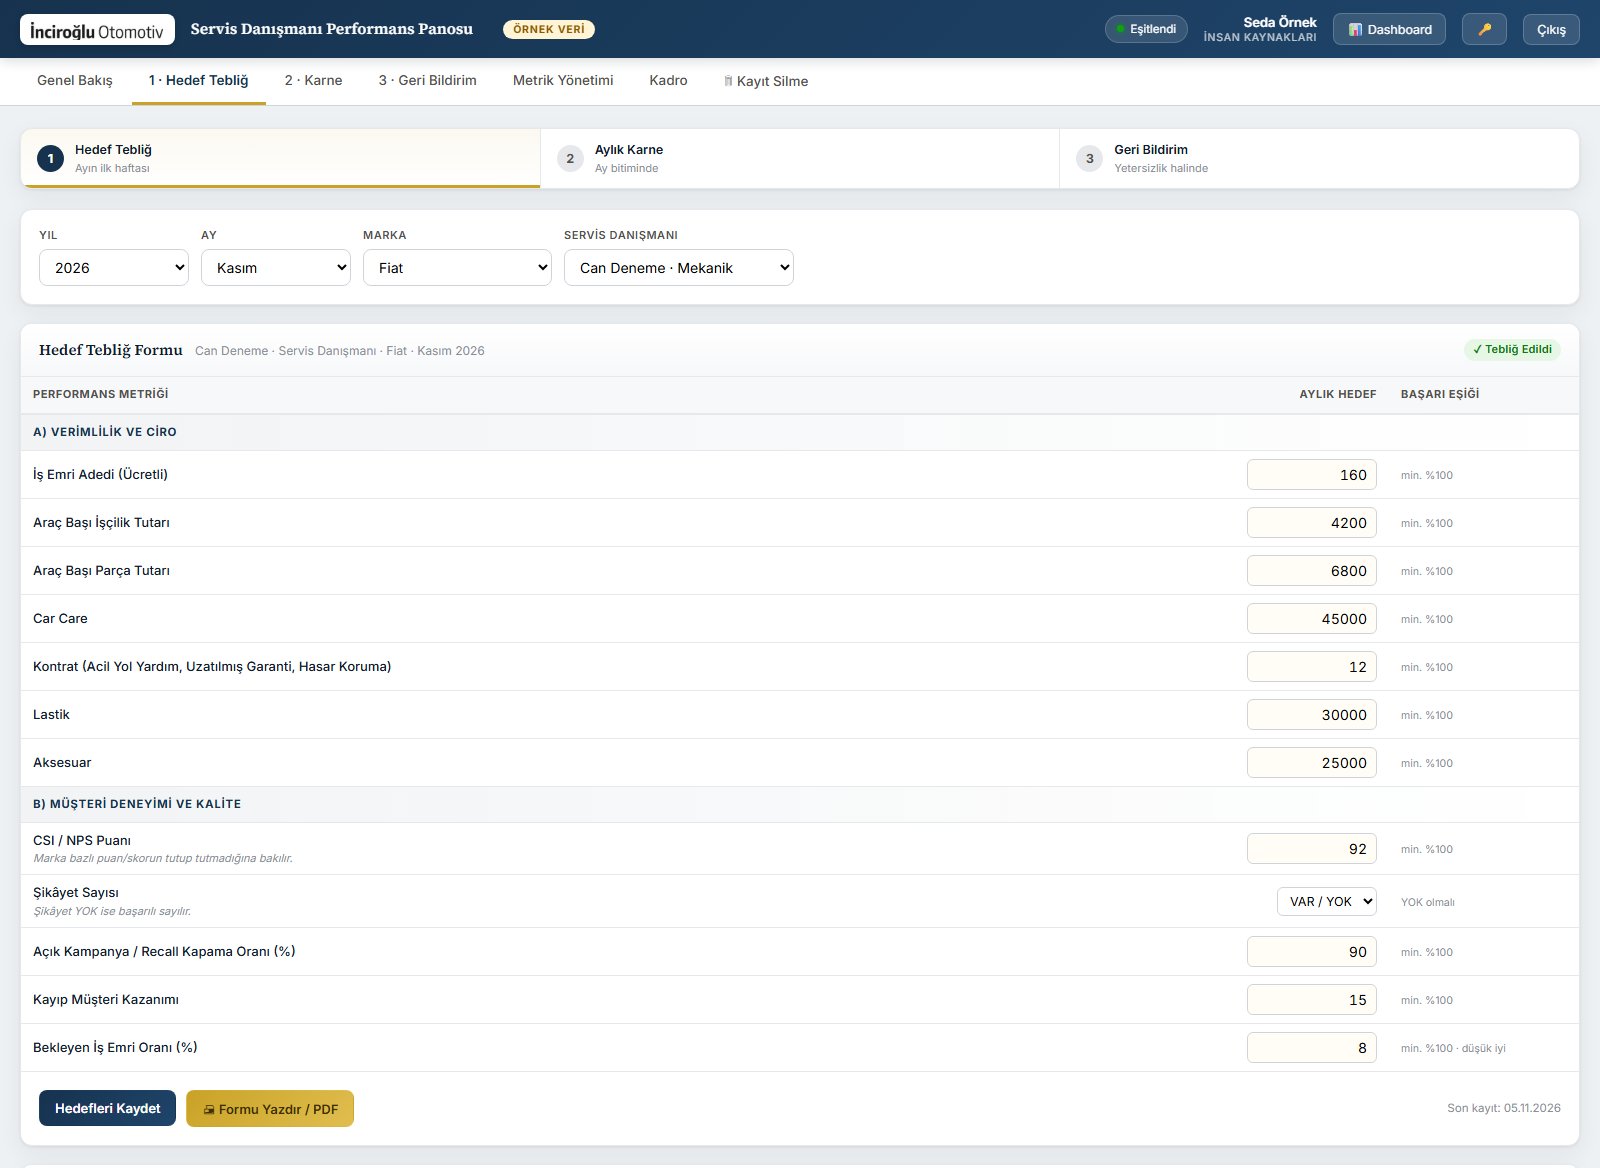 İnciroğlu Otomotiv
Servis Danışmanı Performans Panosu
ÖRNEK VERİ
Eşitlendi
Seda Örnek
İNSAN KAYNAKLARI
Dashboard
Çıkış
Genel Bakış
1 · Hedef Tebliğ
2 · Karne
3 · Geri Bildirim
Metrik Yönetimi
Kadro
Kayıt Silme
1
Hedef Tebliğ
Ayın ilk haftası
2
Aylık Karne
Ay bitiminde
3
Geri Bildirim
Yetersizlik halinde
YIL
AY
MARKA
SERVİS DANIŞMANI
2026
Kasım
Fiat
Can Deneme · Mekanik
Hedef Tebliğ Formu
Can Deneme · Servis Danışmanı · Fiat · Kasım 2026
✓ Tebliğ Edildi
PERFORMANS METRİĞİ AYLIK HEDEF BAŞARI EŞİĞİ
A) VERİMLİLİK VE CİRO
İş Emri Adedi (Ücretli) 160 min. %100
Araç Başı İşçilik Tutarı 4200 min. %100
Araç Başı Parça Tutarı 6800 min. %100
Car Care 45000 min. %100
Kontrat (Acil Yol Yardım, Uzatılmış Garanti, Hasar Koruma) 12 min. %100
Lastik 30000 min. %100
Aksesuar 25000 min. %100
B) MÜŞTERİ DENEYİMİ VE KALİTE
CSI / NPS Puanı 92 min. %100
Marka bazlı puan/skorun tutup tutmadığına bakılır.
Şikâyet Sayısı VAR / YOK YOK olmalı
Şikâyet YOK ise başarılı sayılır.
Açık Kampanya / Recall Kapama Oranı (%) 90 min. %100
Kayıp Müşteri Kazanımı 15 min. %100
Bekleyen İş Emri Oranı (%) 8 min. %100 · düşük iyi
Hedefleri Kaydet
Formu Yazdır / PDF
Son kayıt: 05.11.2026